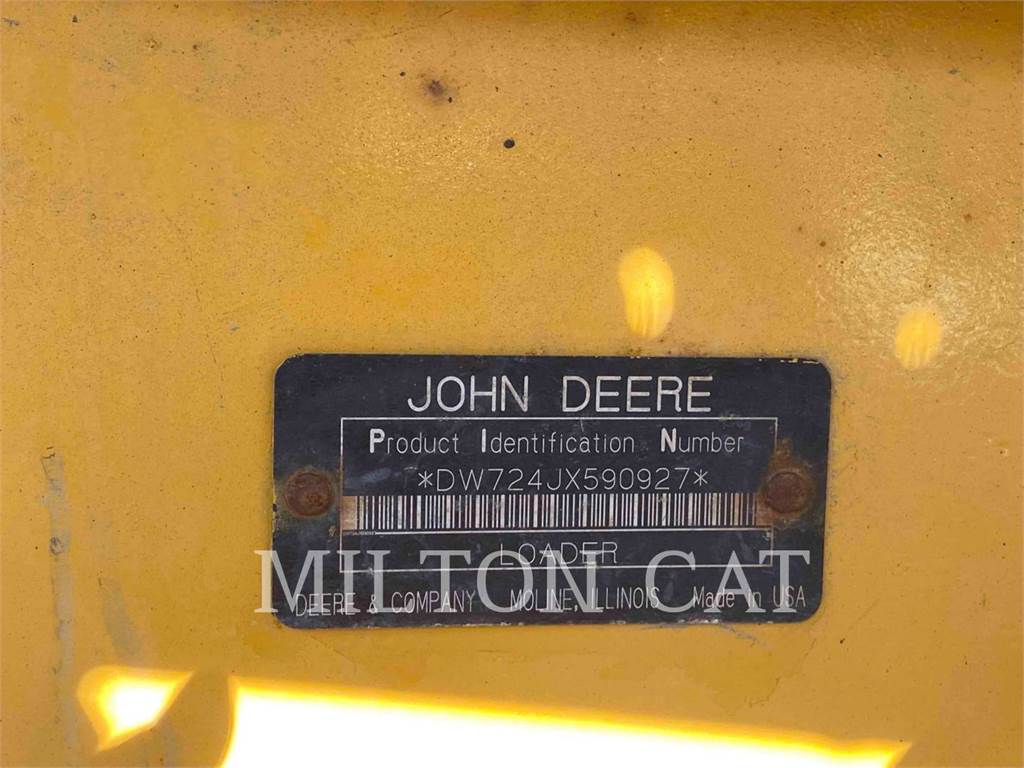 JOHN DEERE
Product Identification Number
*DW724JX590927*
LOADER
MILTON CAT
DEERE & COMPANY MOLINE, ILLINOIS Made in USA